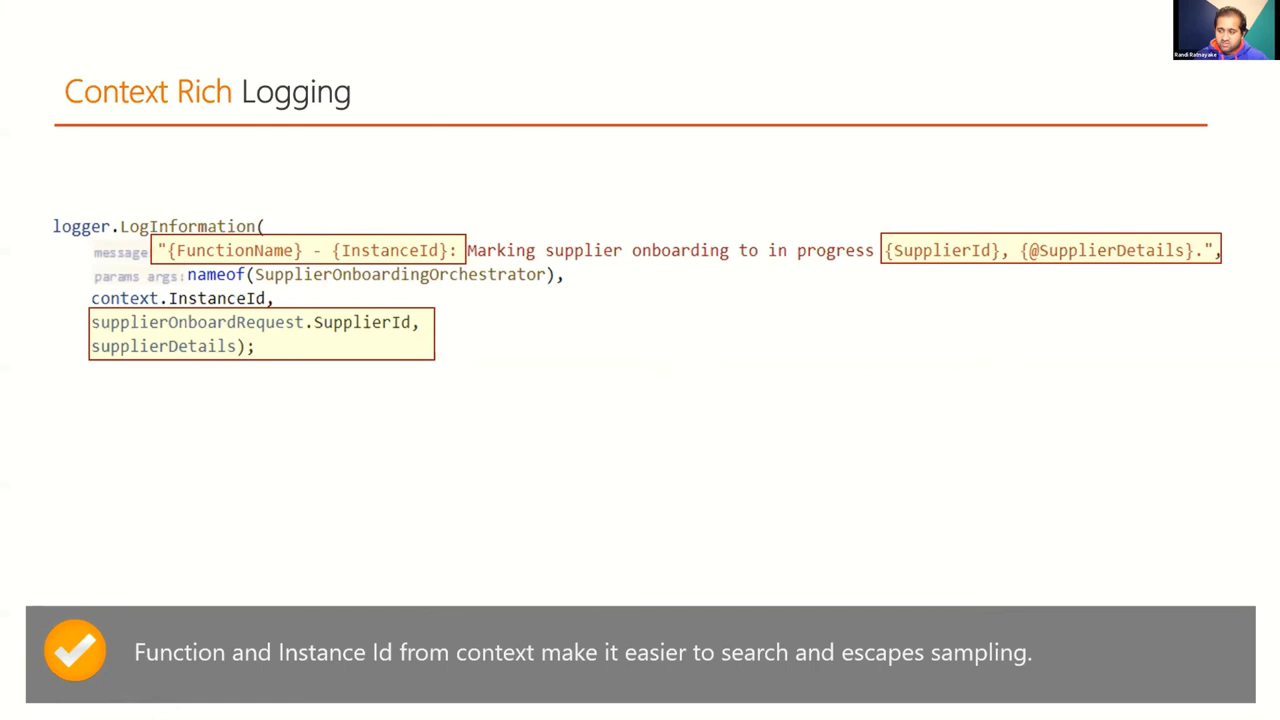 Randi Ratnayake
Context Rich Logging
logger.LogInformation(
message: "{FunctionName} - {InstanceId}: Marking supplier onboarding to in progress {SupplierId}, {@SupplierDetails}.",
params args: nameof(SupplierOnboardingOrchestrator),
context.InstanceId,
supplierOnboardRequest.SupplierId,
supplierDetails);
Function and Instance Id from context make it easier to search and escapes sampling.